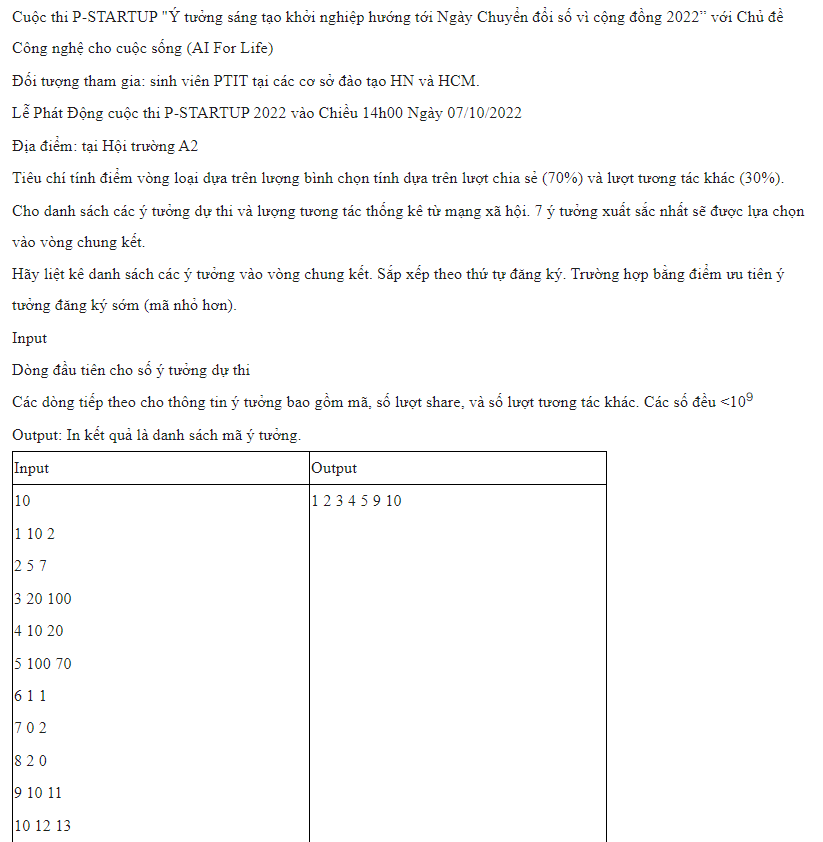 Cuộc thi P-STARTUP "Ý tưởng sáng tạo khởi nghiệp hướng tới Ngày Chuyển đổi số vì cộng đồng 2022" với Chủ đề
Công nghệ cho cuộc sống (AI For Life)
Đối tượng tham gia: sinh viên PTIT tại các cơ sở đào tạo HN và HCM.
Lễ Phát Động cuộc thi P-STARTUP 2022 vào Chiều 14h00 Ngày 07/10/2022
Địa điểm: tại Hội trường A2
Tiêu chí tính điểm vòng loại dựa trên lượng bình chọn tính dựa trên lượt chia sẻ (70%) và lượt tương tác khác (30%).
Cho danh sách các ý tưởng dự thi và lượng tương tác thống kê từ mạng xã hội. 7 ý tưởng xuất sắc nhất sẽ được lựa chọn
vào vòng chung kết.
Hãy liệt kê danh sách các ý tưởng vào vòng chung kết. Sắp xếp theo thứ tự đăng ký. Trường hợp bằng điểm ưu tiên ý
tưởng đăng ký sớm (mã nhỏ hơn).
Input
Dòng đầu tiên cho số ý tưởng dự thi
Các dòng tiếp theo cho thông tin ý tưởng bao gồm mã, số lượt share, và số lượt tương tác khác. Các số đều <10⁹
Output: In kết quả là danh sách mã ý tưởng.
Input Output
10 1 2 3 4 5 9 10
1 10 2
2 5 7
3 20 100
4 10 20
5 100 70
6 1 1
7 0 2
8 2 0
9 10 11
10 12 13